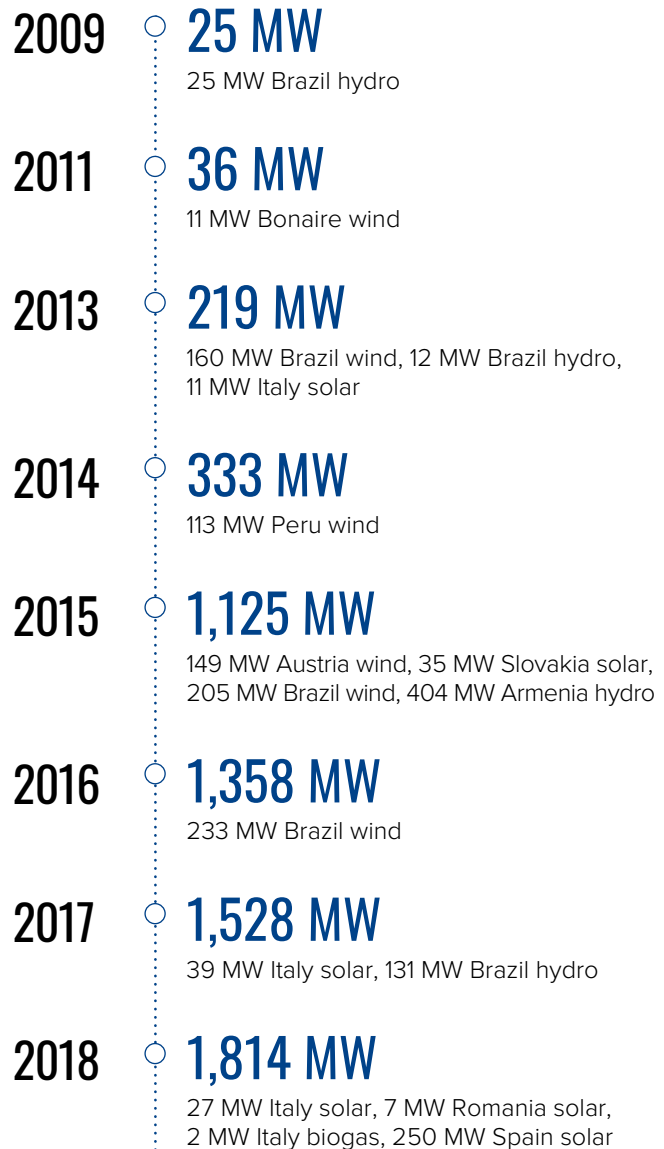 2009
25 MW
25 MW Brazil hydro
2011
36 MW
11 MW Bonaire wind
2013
219 MW
160 MW Brazil wind, 12 MW Brazil hydro,
11 MW Italy solar
2014
333 MW
113 MW Peru wind
2015
1,125 MW
149 MW Austria wind, 35 MW Slovakia solar,
205 MW Brazil wind, 404 MW Armenia hydro
2016
1,358 MW
233 MW Brazil wind
2017
1,528 MW
39 MW Italy solar, 131 MW Brazil hydro
2018
1,814 MW
27 MW Italy solar, 7 MW Romania solar,
2 MW Italy biogas, 250 MW Spain solar